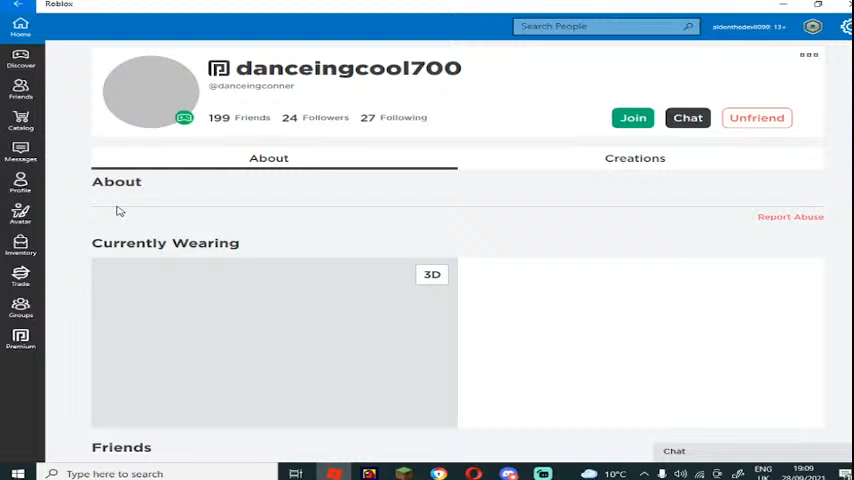 Roblox
Home
Search People
aldenthedevil099: 13+
Discover
Friends
Catalog
Messages
Profile
Avatar
Inventory
Trade
Groups
Premium
danceingcool700
@danceingconner
199 Friends 24 Followers 27 Following
Join
Chat
Unfriend
About
Creations
About
Report Abuse
Currently Wearing
3D
Friends
Chat
Type here to search
10°C
ENG
UK
19:09
28/09/2021